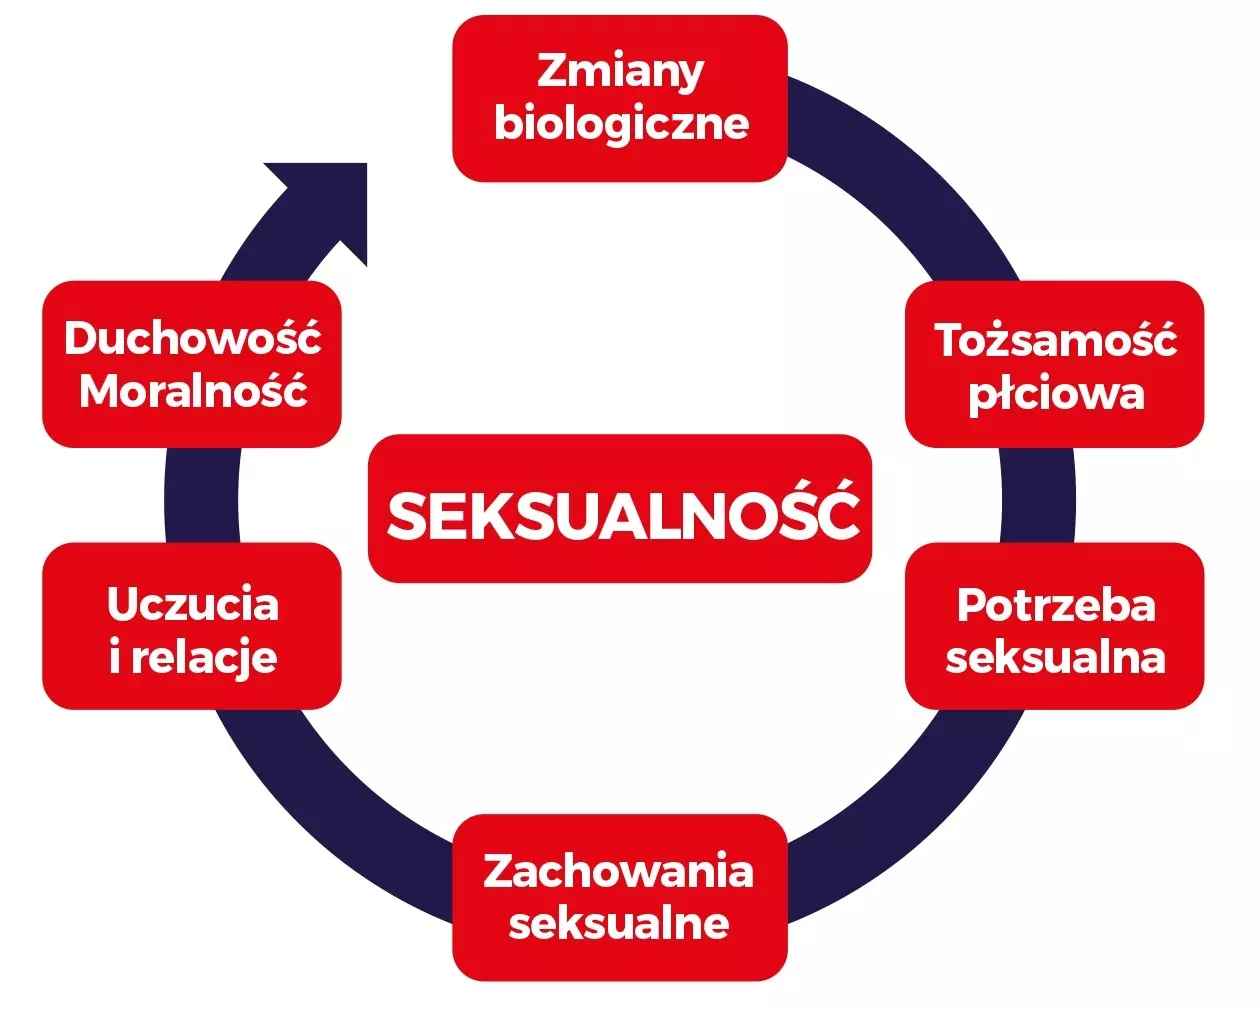 Zmiany
biologiczne
Tożsamość
płciowa
Potrzeba
seksualna
Zachowania
seksualne
Uczucia
i relacje
Duchowość
Moralność
SEKSUALNOŚĆ